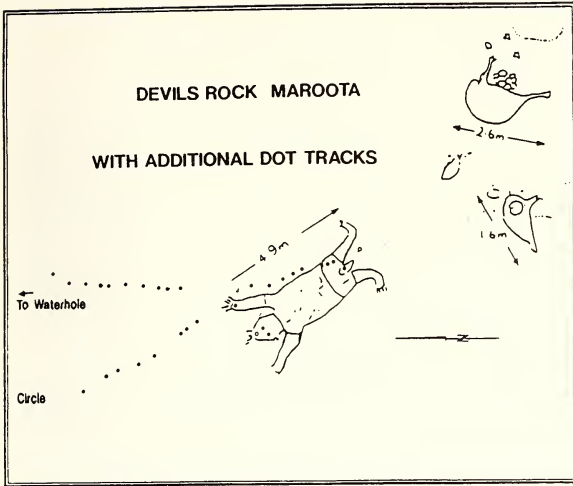 DEVILS ROCK MAROOTA
2.6m
WITH ADDITIONAL DOT TRACKS
1.6m
4.9m
To Waterhole
Z
Circle